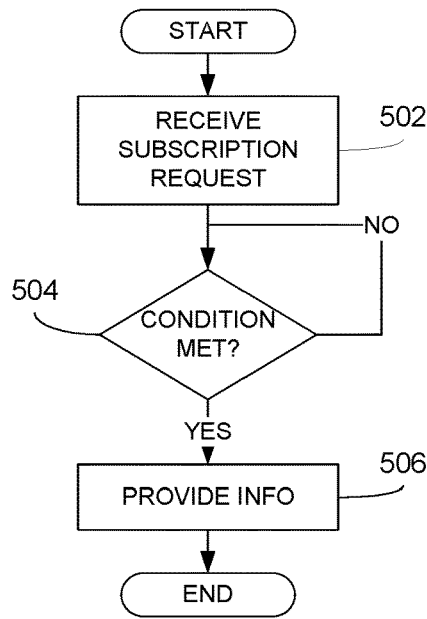 START
RECEIVE
SUBSCRIPTION
REQUEST
502
NO
504
CONDITION
MET?
YES
506
PROVIDE INFO
END